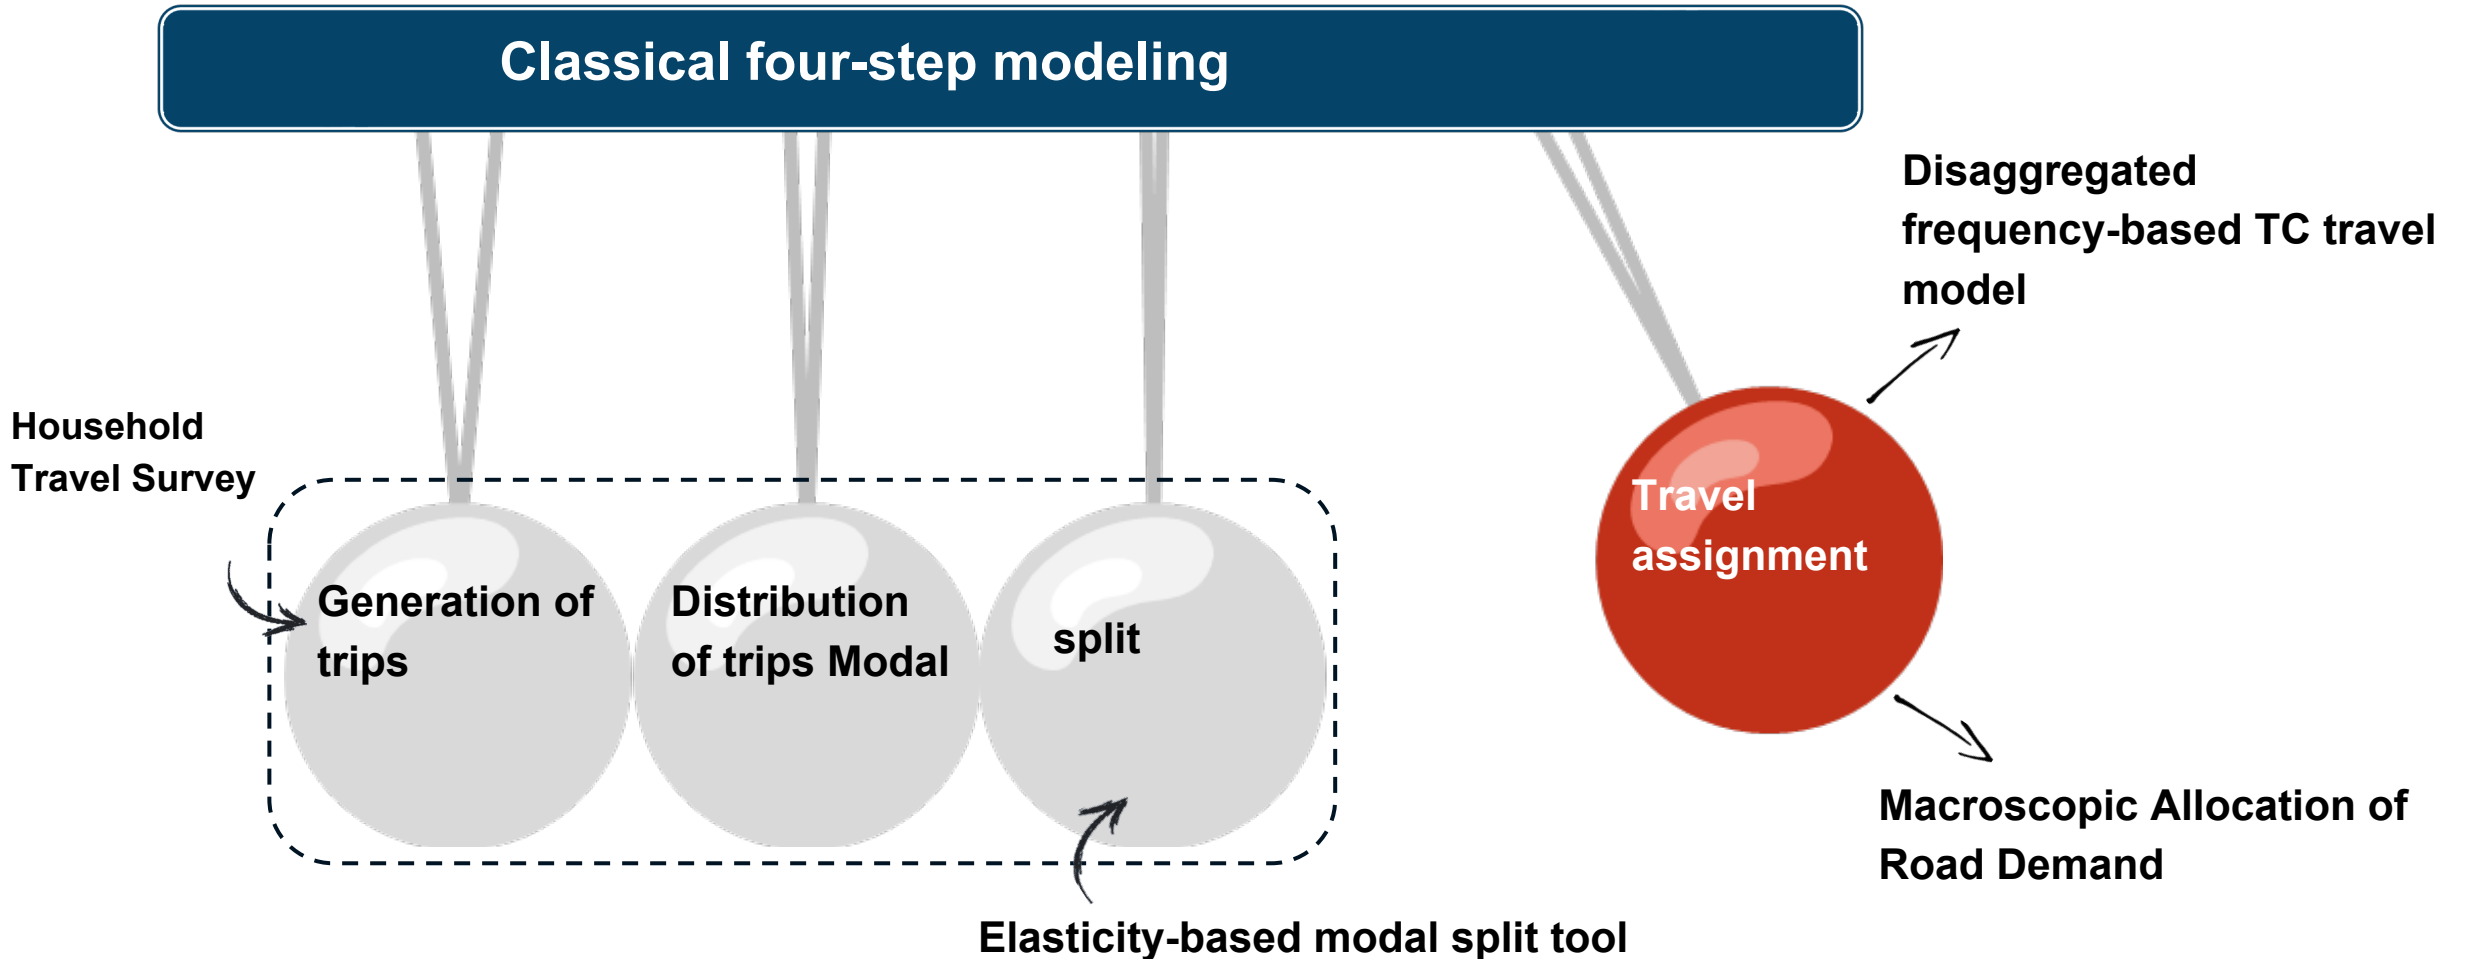 Classical four-step modeling
Disaggregated
frequency-based TC travel
model
Household
Travel Survey
Generation of
trips
Distribution
of trips Modal
split
Travel
assignment
Macroscopic Allocation of
Road Demand
Elasticity-based modal split tool